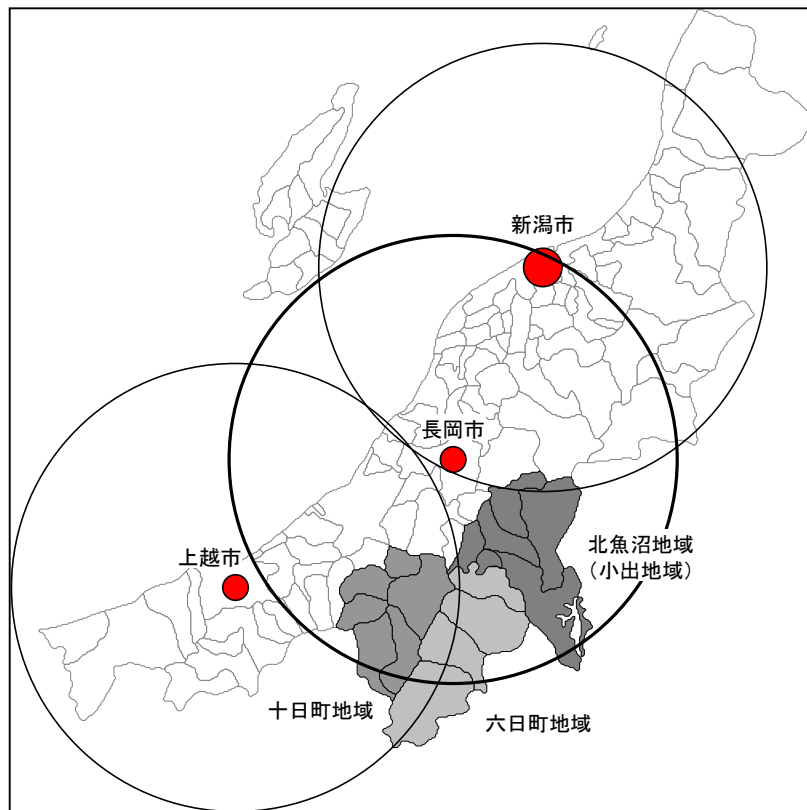 新潟市
長岡市
北魚沼地域
（小出地域）
上越市
十日町地域
六日町地域